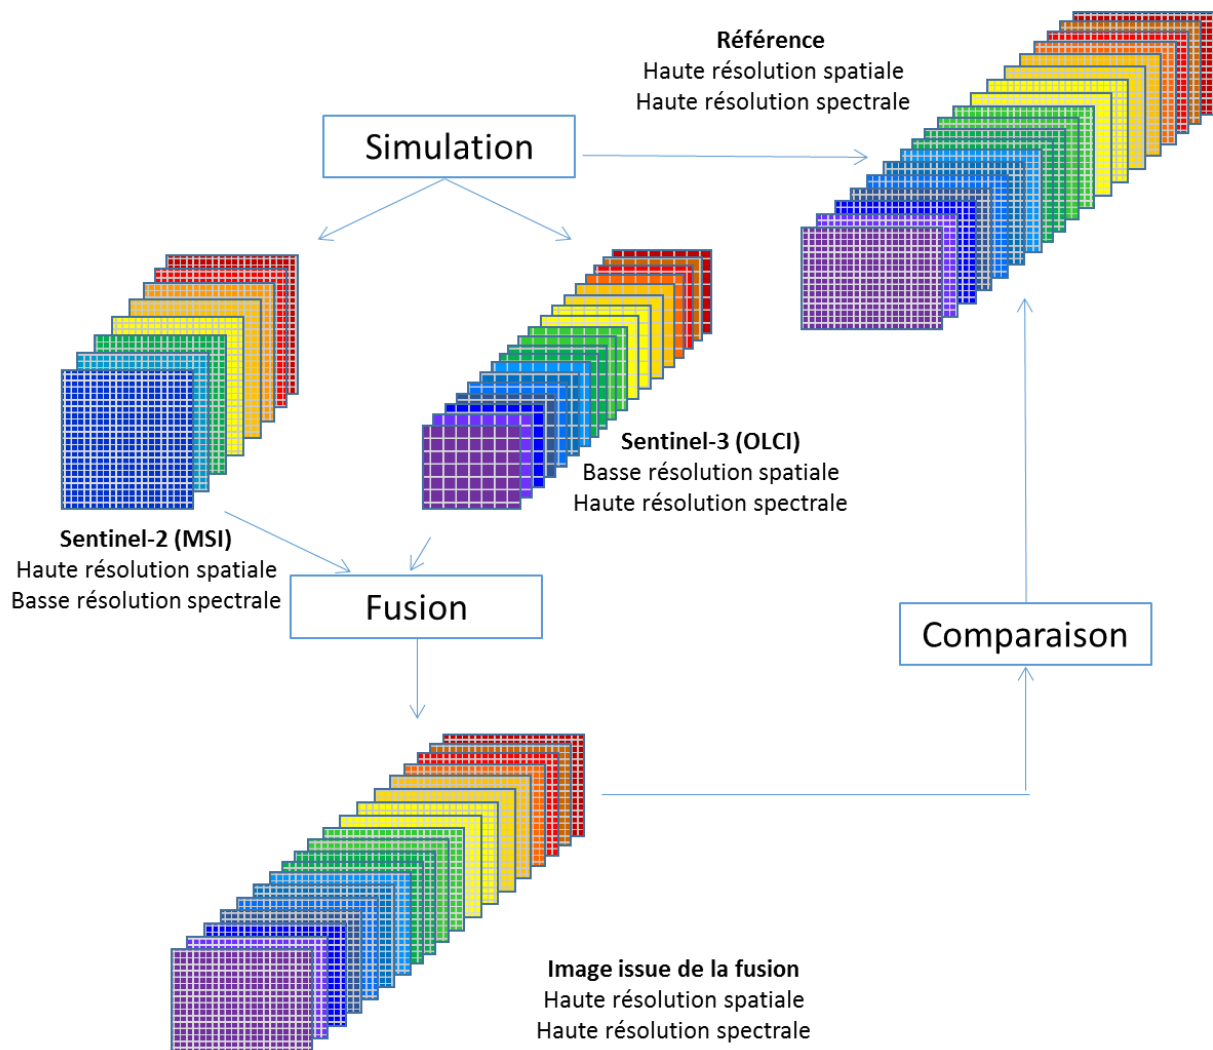 Référence
Haute résolution spatiale
Haute résolution spectrale
Simulation
Sentinel-3 (OLCI)
Basse résolution spatiale
Haute résolution spectrale
Sentinel-2 (MSI)
Haute résolution spatiale
Basse résolution spectrale
Fusion
Comparaison
Image issue de la fusion
Haute résolution spatiale
Haute résolution spectrale